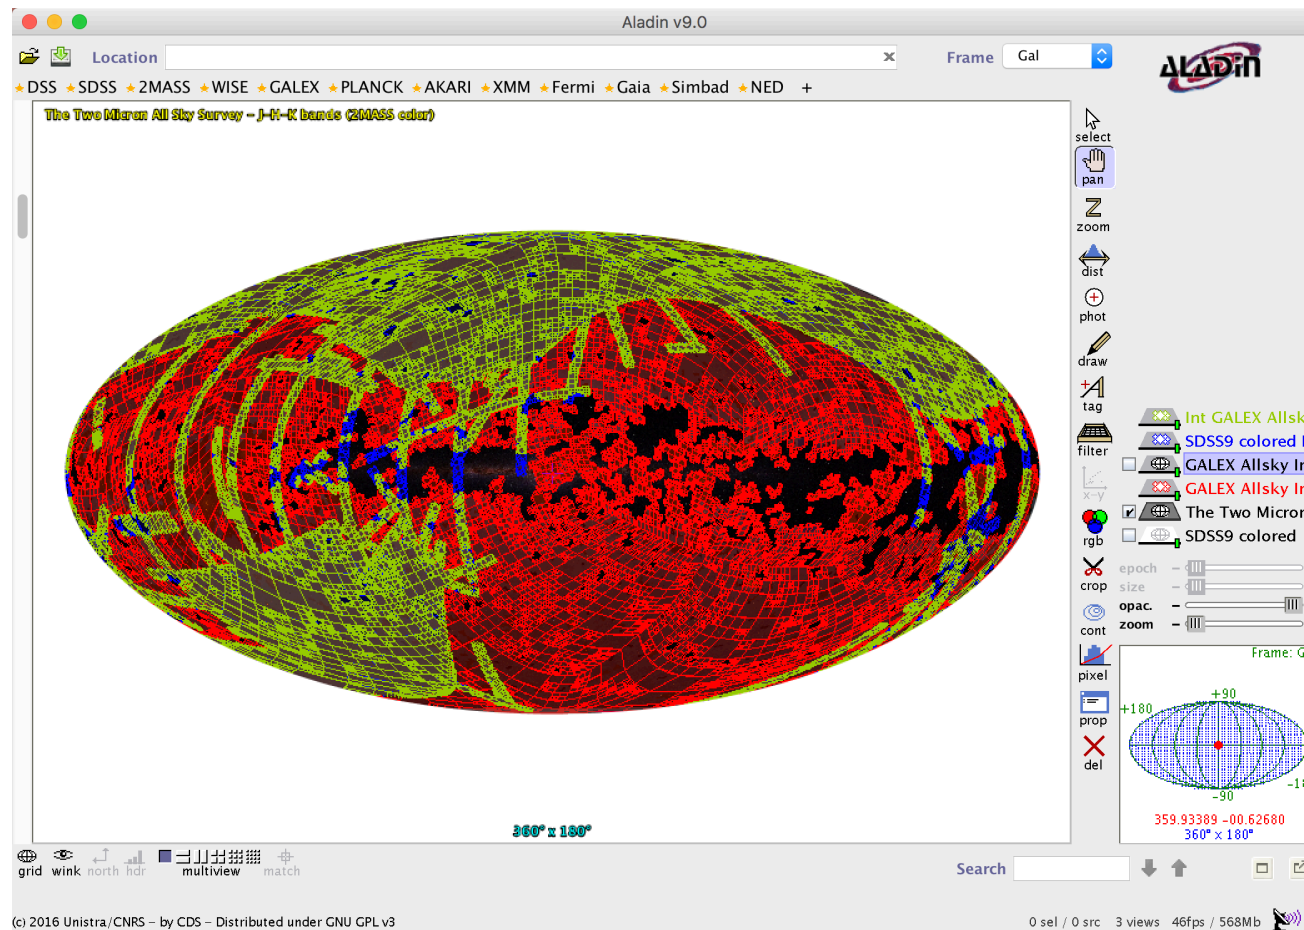 Aladin v9.0
Location
Frame Gal
ALADIN
DSS SDSS 2MASS WISE GALEX PLANCK AKARI XMM Fermi Gaia Simbad NED +
The Two Micron All Sky Survey - J-H-K bands (2MASS color)
select
pan
zoom
dist
phot
draw
tag
filter
x-y
rgb
crop
cont
pixel
prop
del
Int GALEX Allsk
SDSS9 colored
GALEX Allsky In
GALEX Allsky In
The Two Micron
SDSS9 colored
epoch
size
opac.
zoom
Frame: G
+90
+180
-18
-90
359.93389 -00.62680
360° x 180°
360° x 180°
grid wink north hdr multiview match
Search
(c) 2016 Unistra/CNRS - by CDS - Distributed under GNU GPL v3
0 sel / 0 src 3 views 46fps / 568Mb